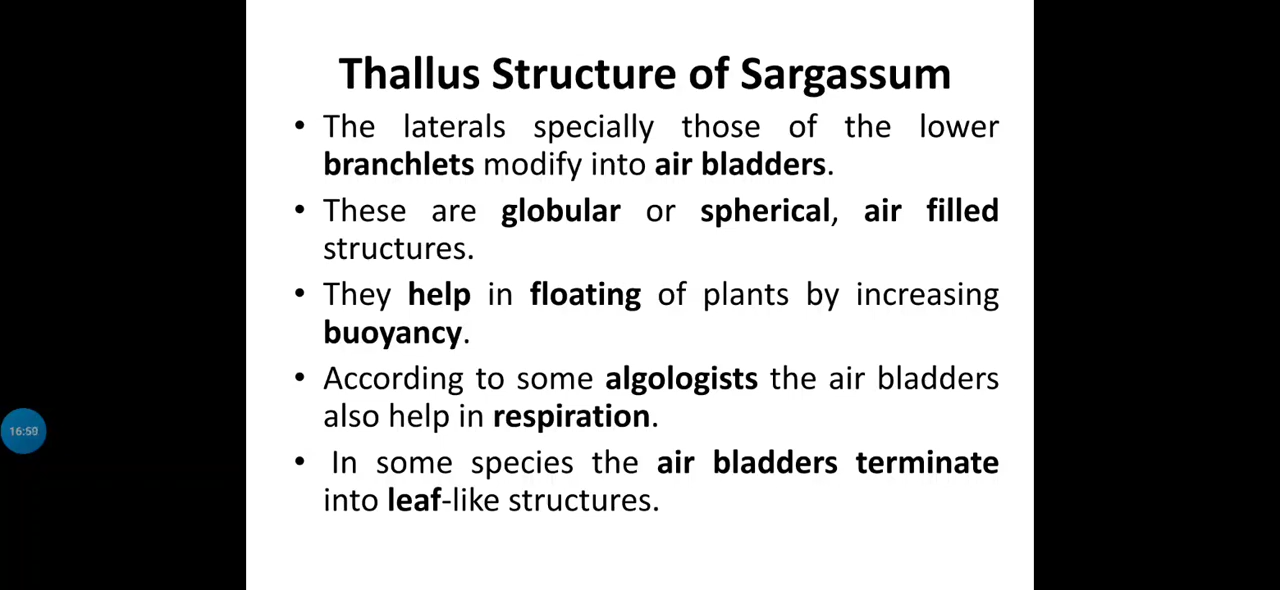 Thallus Structure of Sargassum
• The laterals specially those of the lower
branchlets modify into air bladders.
• These are globular or spherical, air filled
structures.
• They help in floating of plants by increasing
buoyancy.
• According to some algologists the air bladders
also help in respiration.
16:59
• In some species the air bladders terminate
into leaf-like structures.